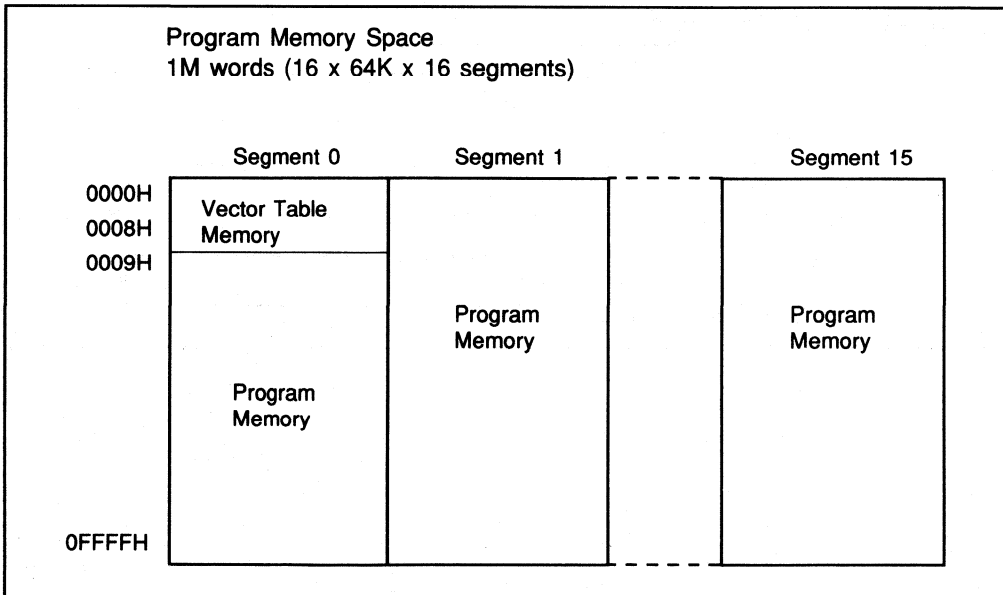 Program Memory Space
1M words (16 x 64K x 16 segments)
Segment 0
Segment 1
Segment 15
0000H
0008H
0009H
0FFFFH
Vector Table
Memory
Program
Memory
Program
Memory
Program
Memory